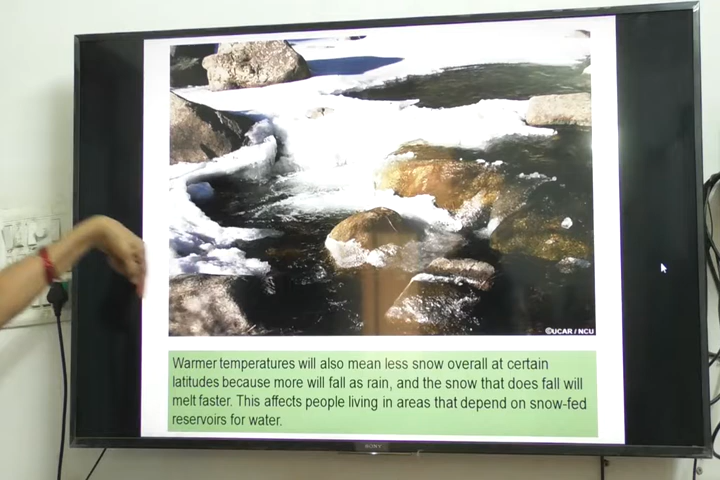 ©UCAR / NCU
Warmer temperatures will also mean less snow overall at certain
latitudes because more will fall as rain, and the snow that does fall will
melt faster. This affects people living in areas that depend on snow-fed
reservoirs for water.
SONY